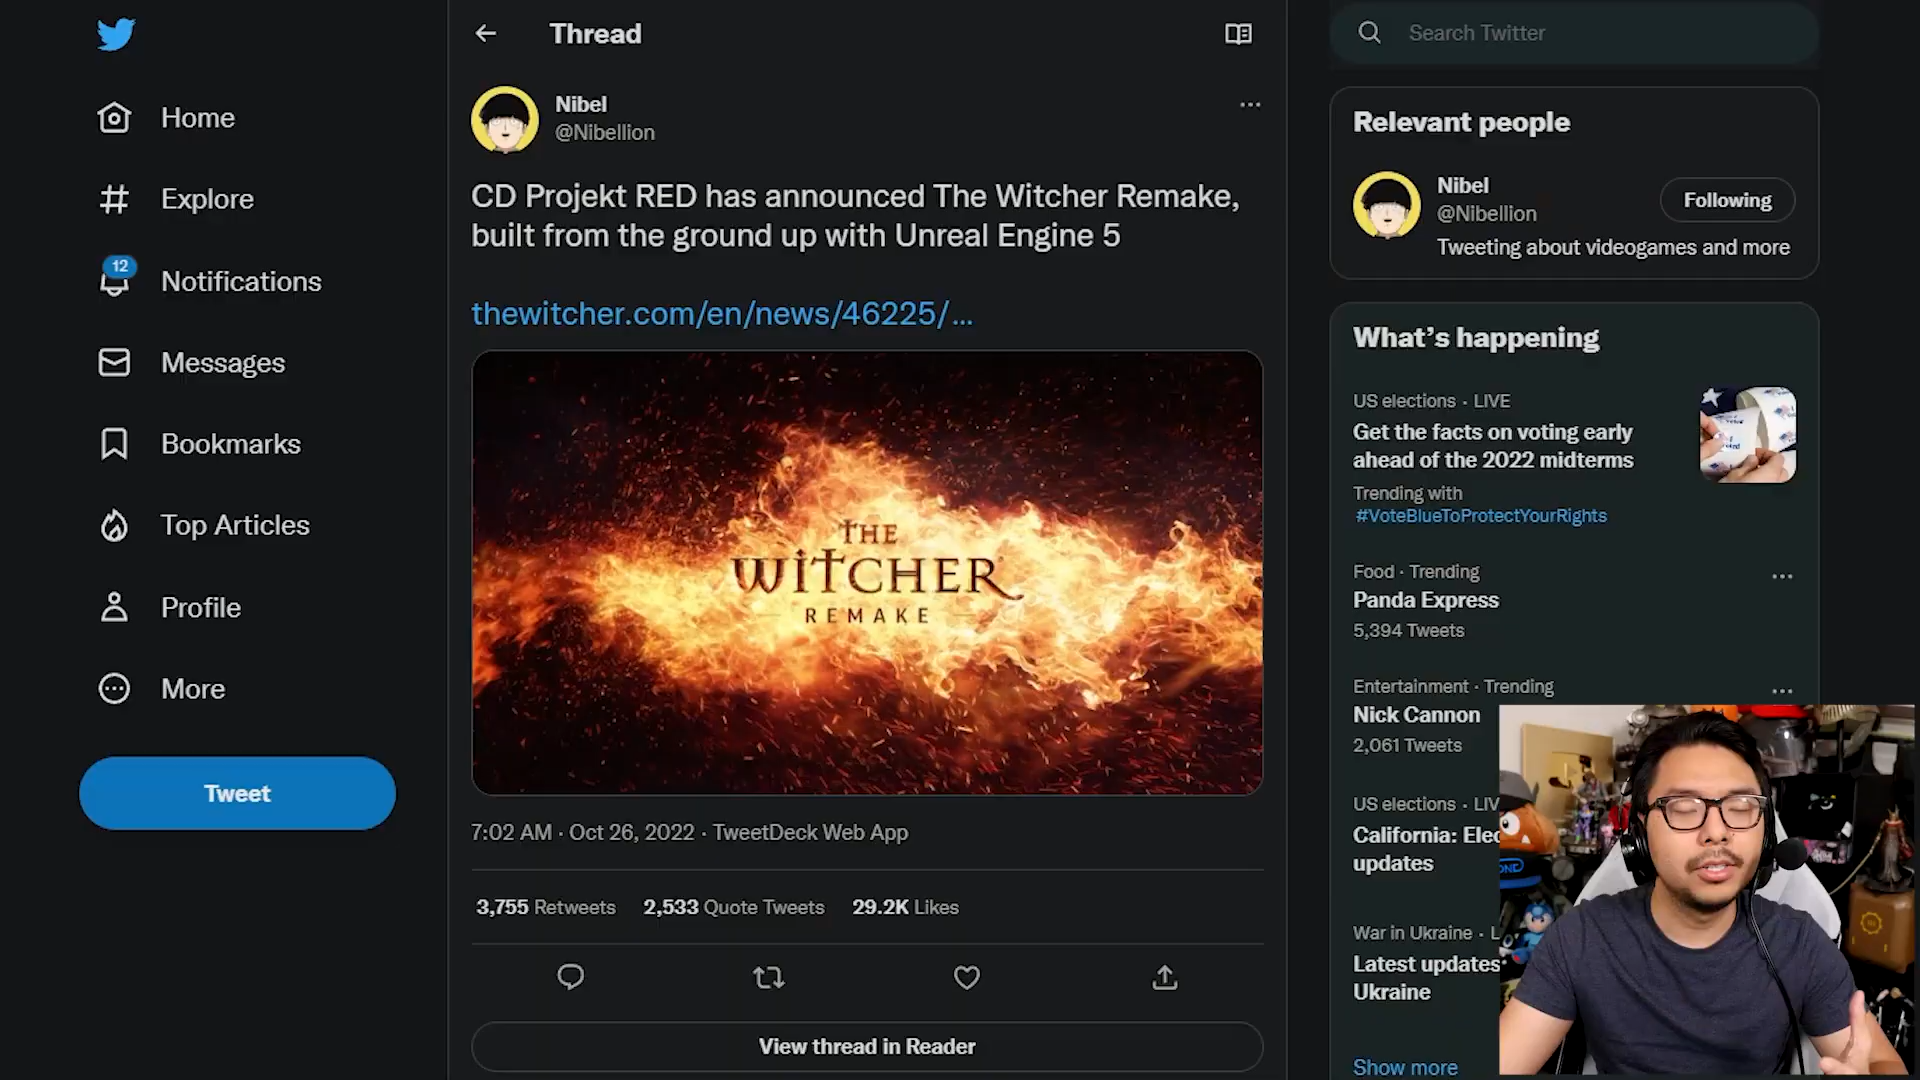 Home
Explore
12
Notifications
Messages
Bookmarks
Top Articles
Profile
More
Tweet
Thread
Nibel
@Nibellion
CD Projekt RED has announced The Witcher Remake,
built from the ground up with Unreal Engine 5
thewitcher.com/en/news/46225/…
THE
WITCHER
REMAKE
7:02 AM · Oct 26, 2022 · TweetDeck Web App
3,755 Retweets 2,533 Quote Tweets 29.2K Likes
View thread in Reader
Search Twitter
Relevant people
Nibel
@Nibellion
Following
Tweeting about videogames and more
What's happening
US elections · LIVE
Get the facts on voting early
ahead of the 2022 midterms
Trending with
#VoteBlueToProtectYourRights
Food · Trending
Panda Express
5,394 Tweets
Entertainment · Trending
Nick Cannon
2,061 Tweets
US elections · LIV
California: Elec
updates
War in Ukraine · L
Latest updates
Ukraine
Show more